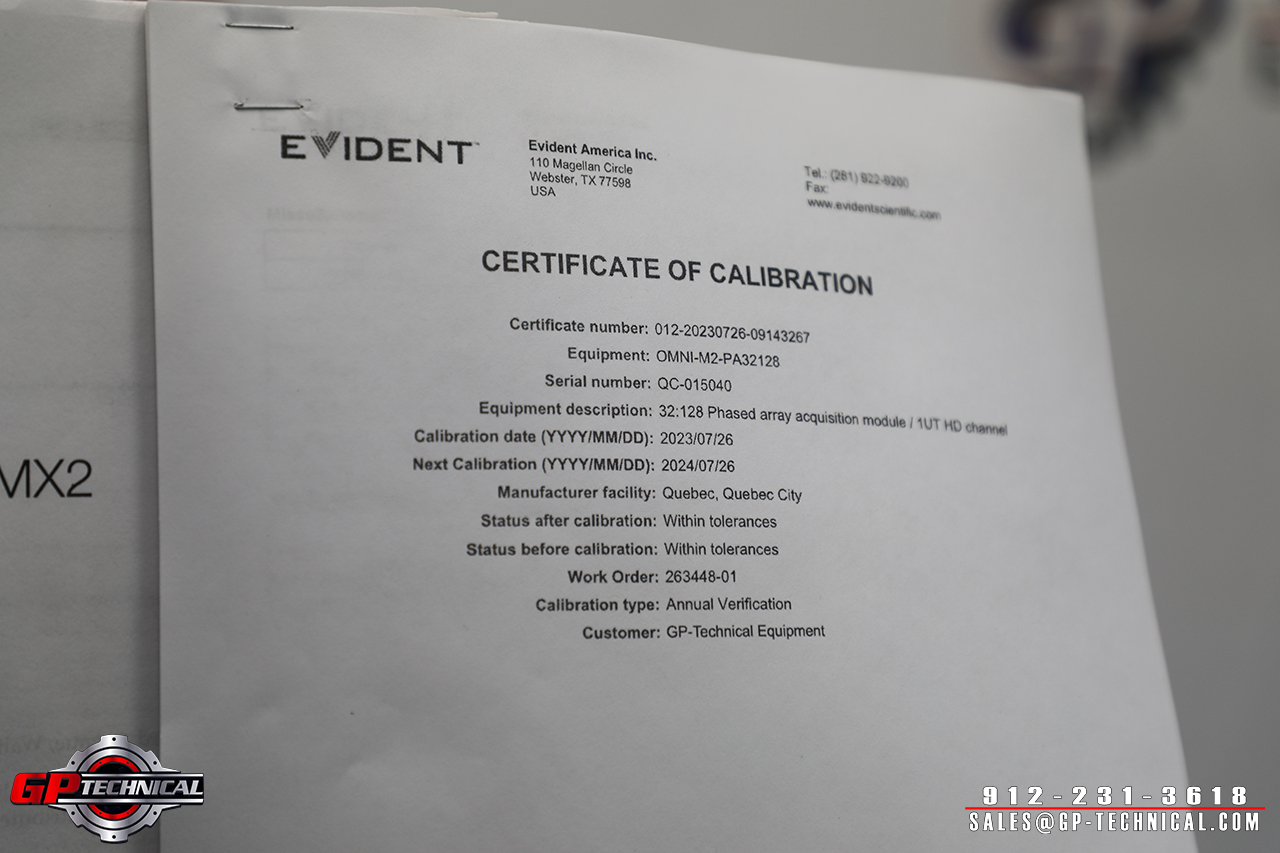 EVIDENT™
Evident America Inc.
110 Magellan Circle
Webster, TX 77598
USA
Tel.: (281) 922-9200
Fax:
www.evidentscientific.com
CERTIFICATE OF CALIBRATION
Certificate number: 012-20230726-09143267
Equipment: OMNI-M2-PA32128
Serial number: QC-015040
Equipment description: 32:128 Phased array acquisition module / 1UT HD channel
Calibration date (YYYY/MM/DD): 2023/07/26
Next Calibration (YYYY/MM/DD): 2024/07/26
Manufacturer facility: Quebec, Quebec City
Status after calibration: Within tolerances
Status before calibration: Within tolerances
Work Order: 263448-01
Calibration type: Annual Verification
Customer: GP-Technical Equipment
MX2
GP TECHNICAL
912-231-3618
SALES@GP-TECHNICAL.COM